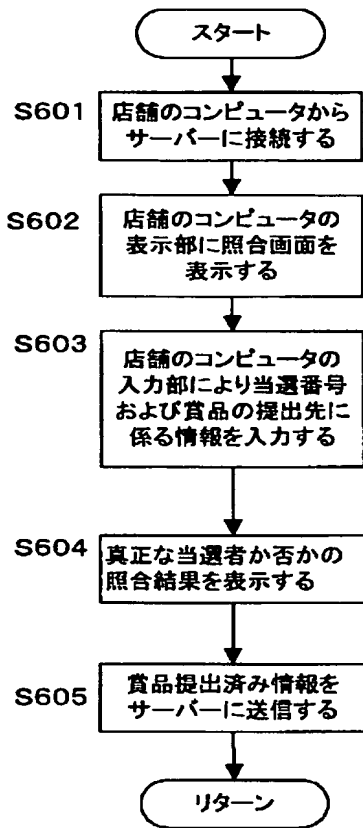 スタート
S601
店舗のコンピュータから
サーバーに接続する
S602
店舗のコンピュータの
表示部に照合画面を
表示する
S603
店舗のコンピュータの
入力部により当選番号
および賞品の提出先に
係る情報を入力する
S604
真正な当選者か否かの
照合結果を表示する
S605
賞品提出済み情報を
サーバーに送信する
リターン